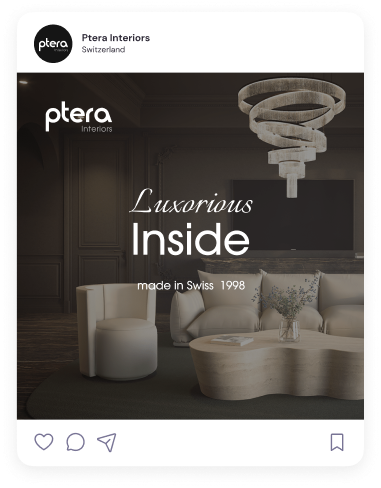 ptera
Interiors
Ptera Interiors
Switzerland
ptera
Interiors
Luxorious
Inside
made in Swiss 1998